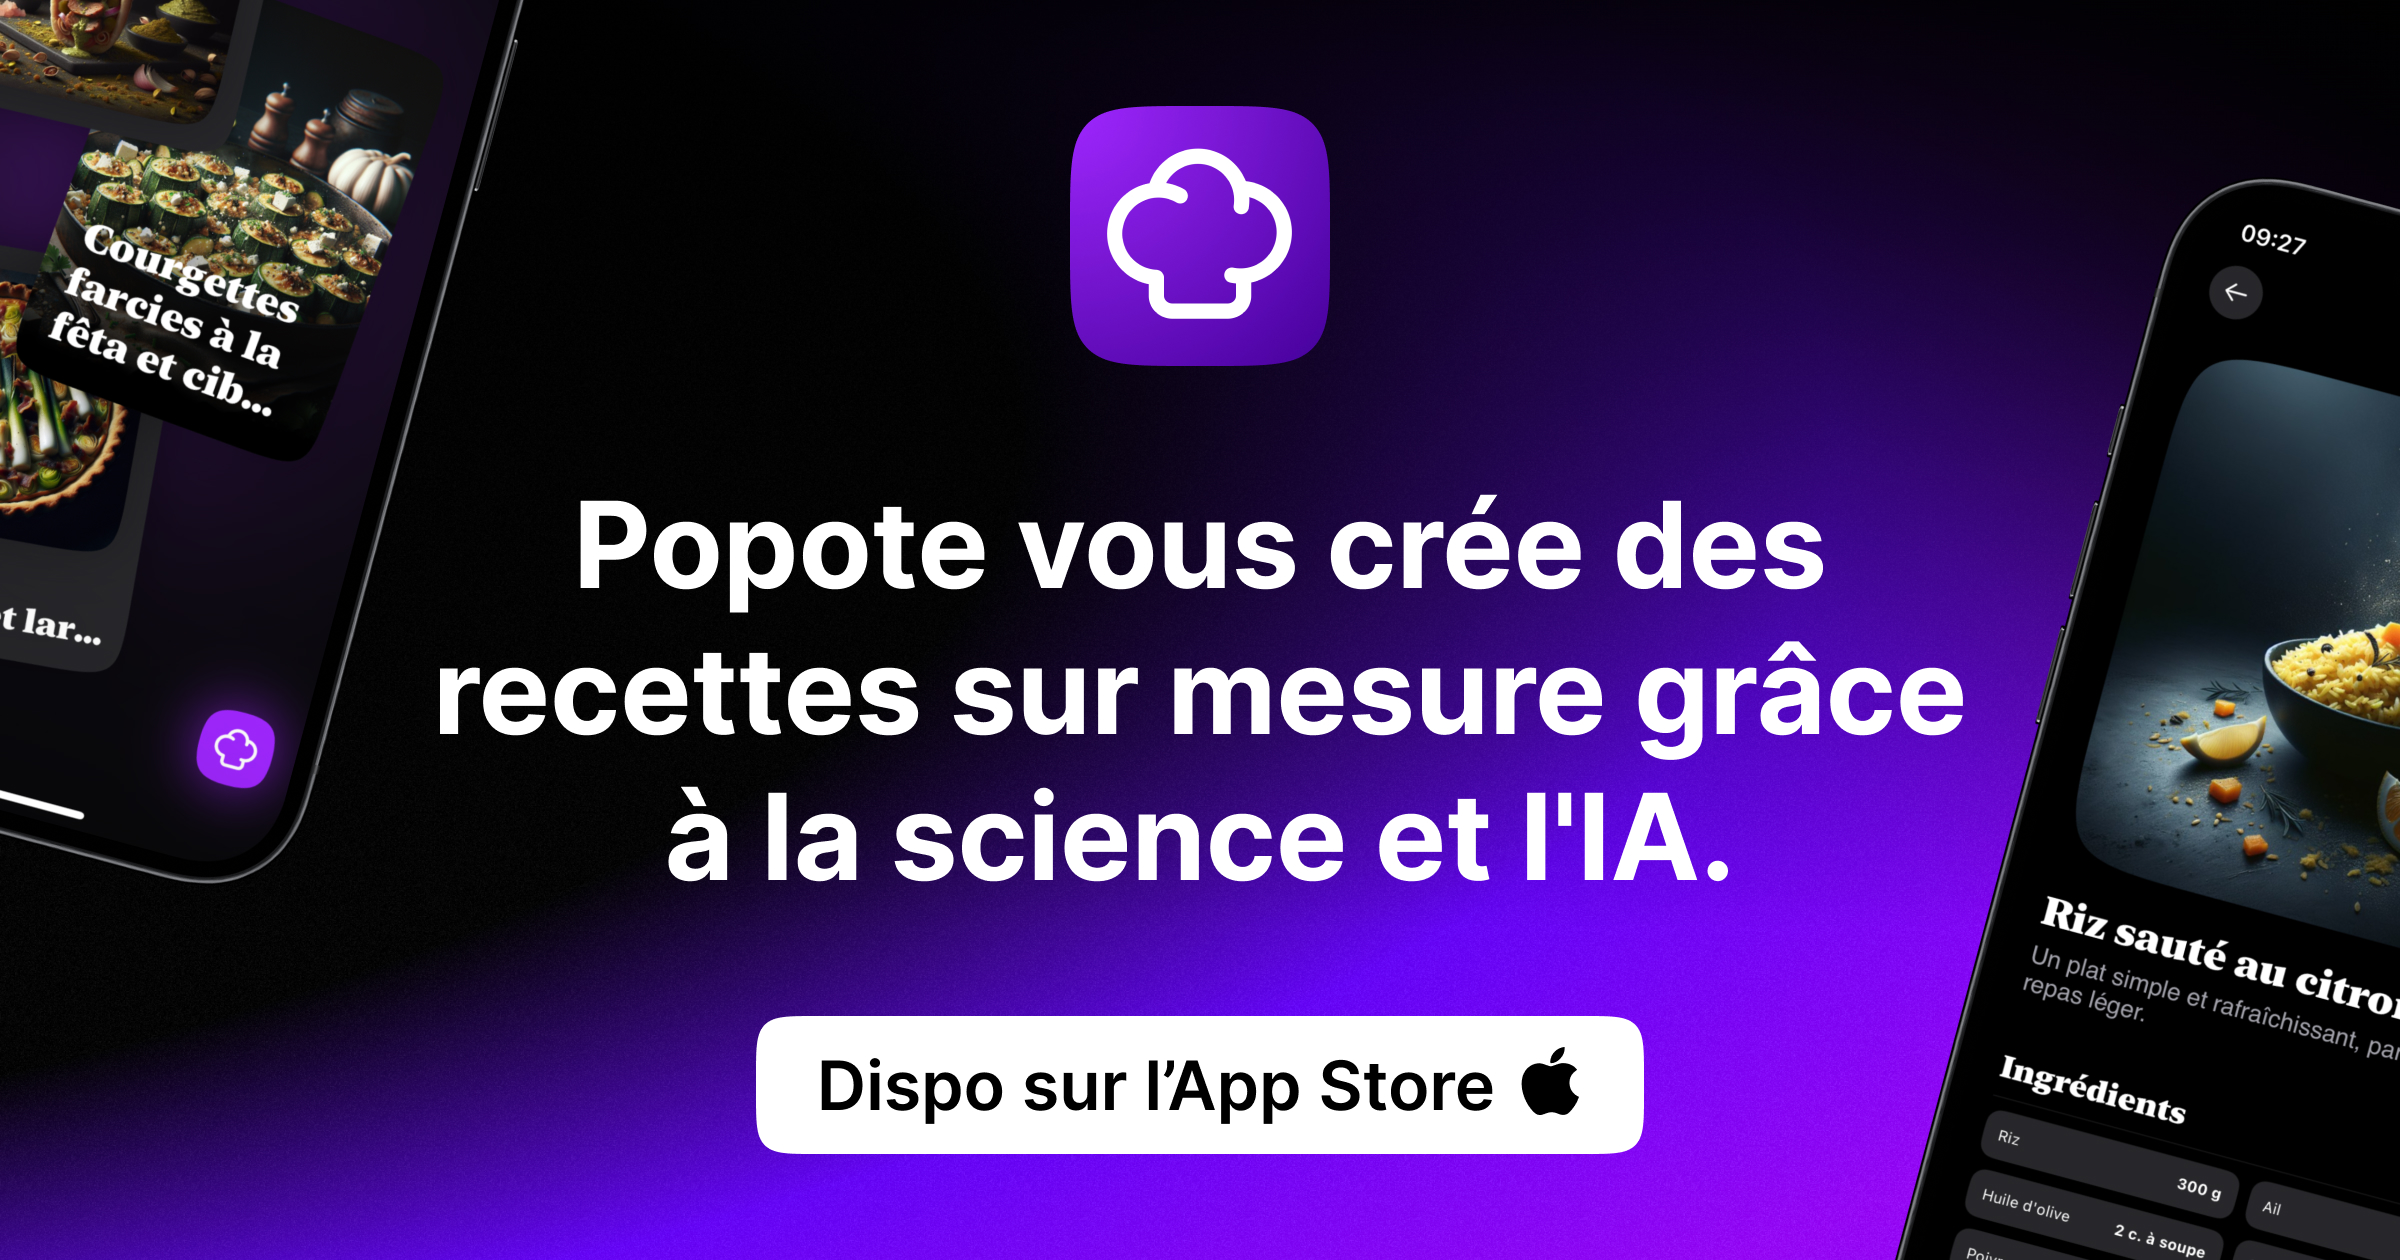 Courgettes
farcies à la
fêta et cib...
et lar...
Popote vous crée des
recettes sur mesure grâce
à la science et l'IA.
Dispo sur l’App Store
09:27
Riz sauté au citron
Un plat simple et rafraîchissant,
repas léger.
Ingrédients
Riz
300 g
Ail
Huile d'olive
2 c. à soupe